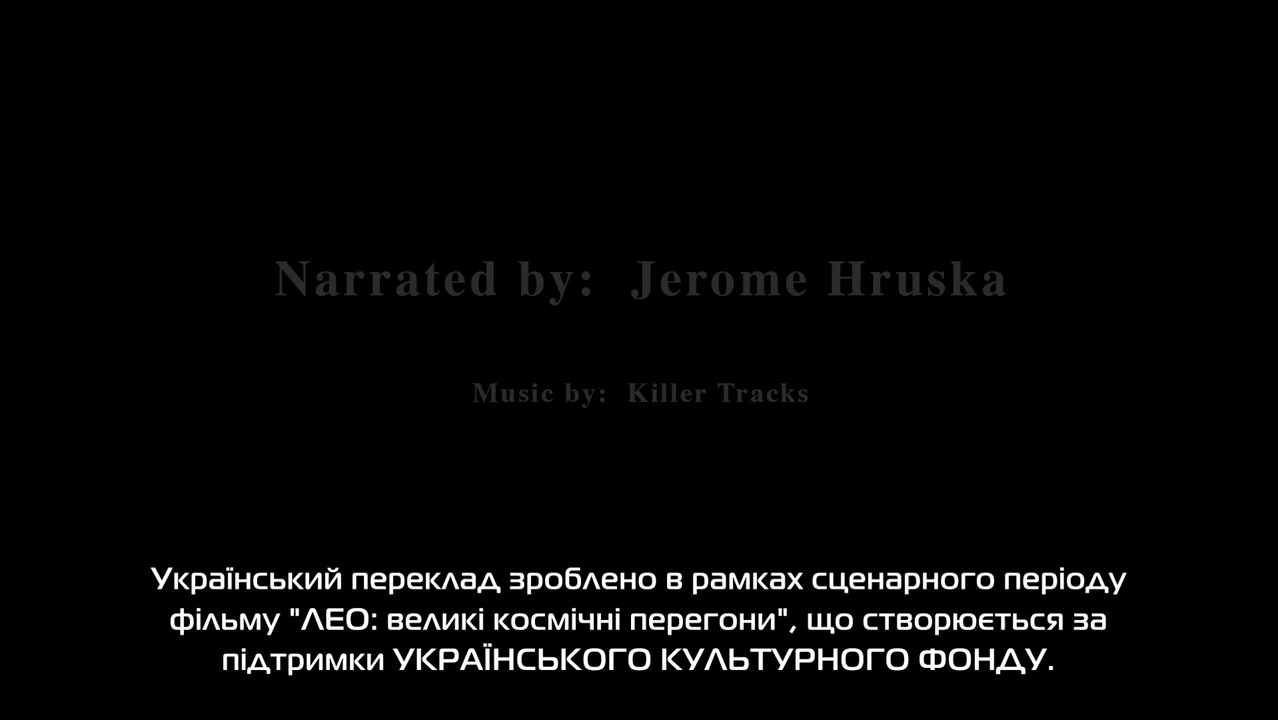 Narrated by: Jerome Hruska
Music by: Killer Tracks
Український переклад зроблено в рамках сценарного періоду
фільму "ЛЕО: великі космічні перегони", що створюється за
підтримки УКРАЇНСЬКОГО КУЛЬТУРНОГО ФОНДУ.